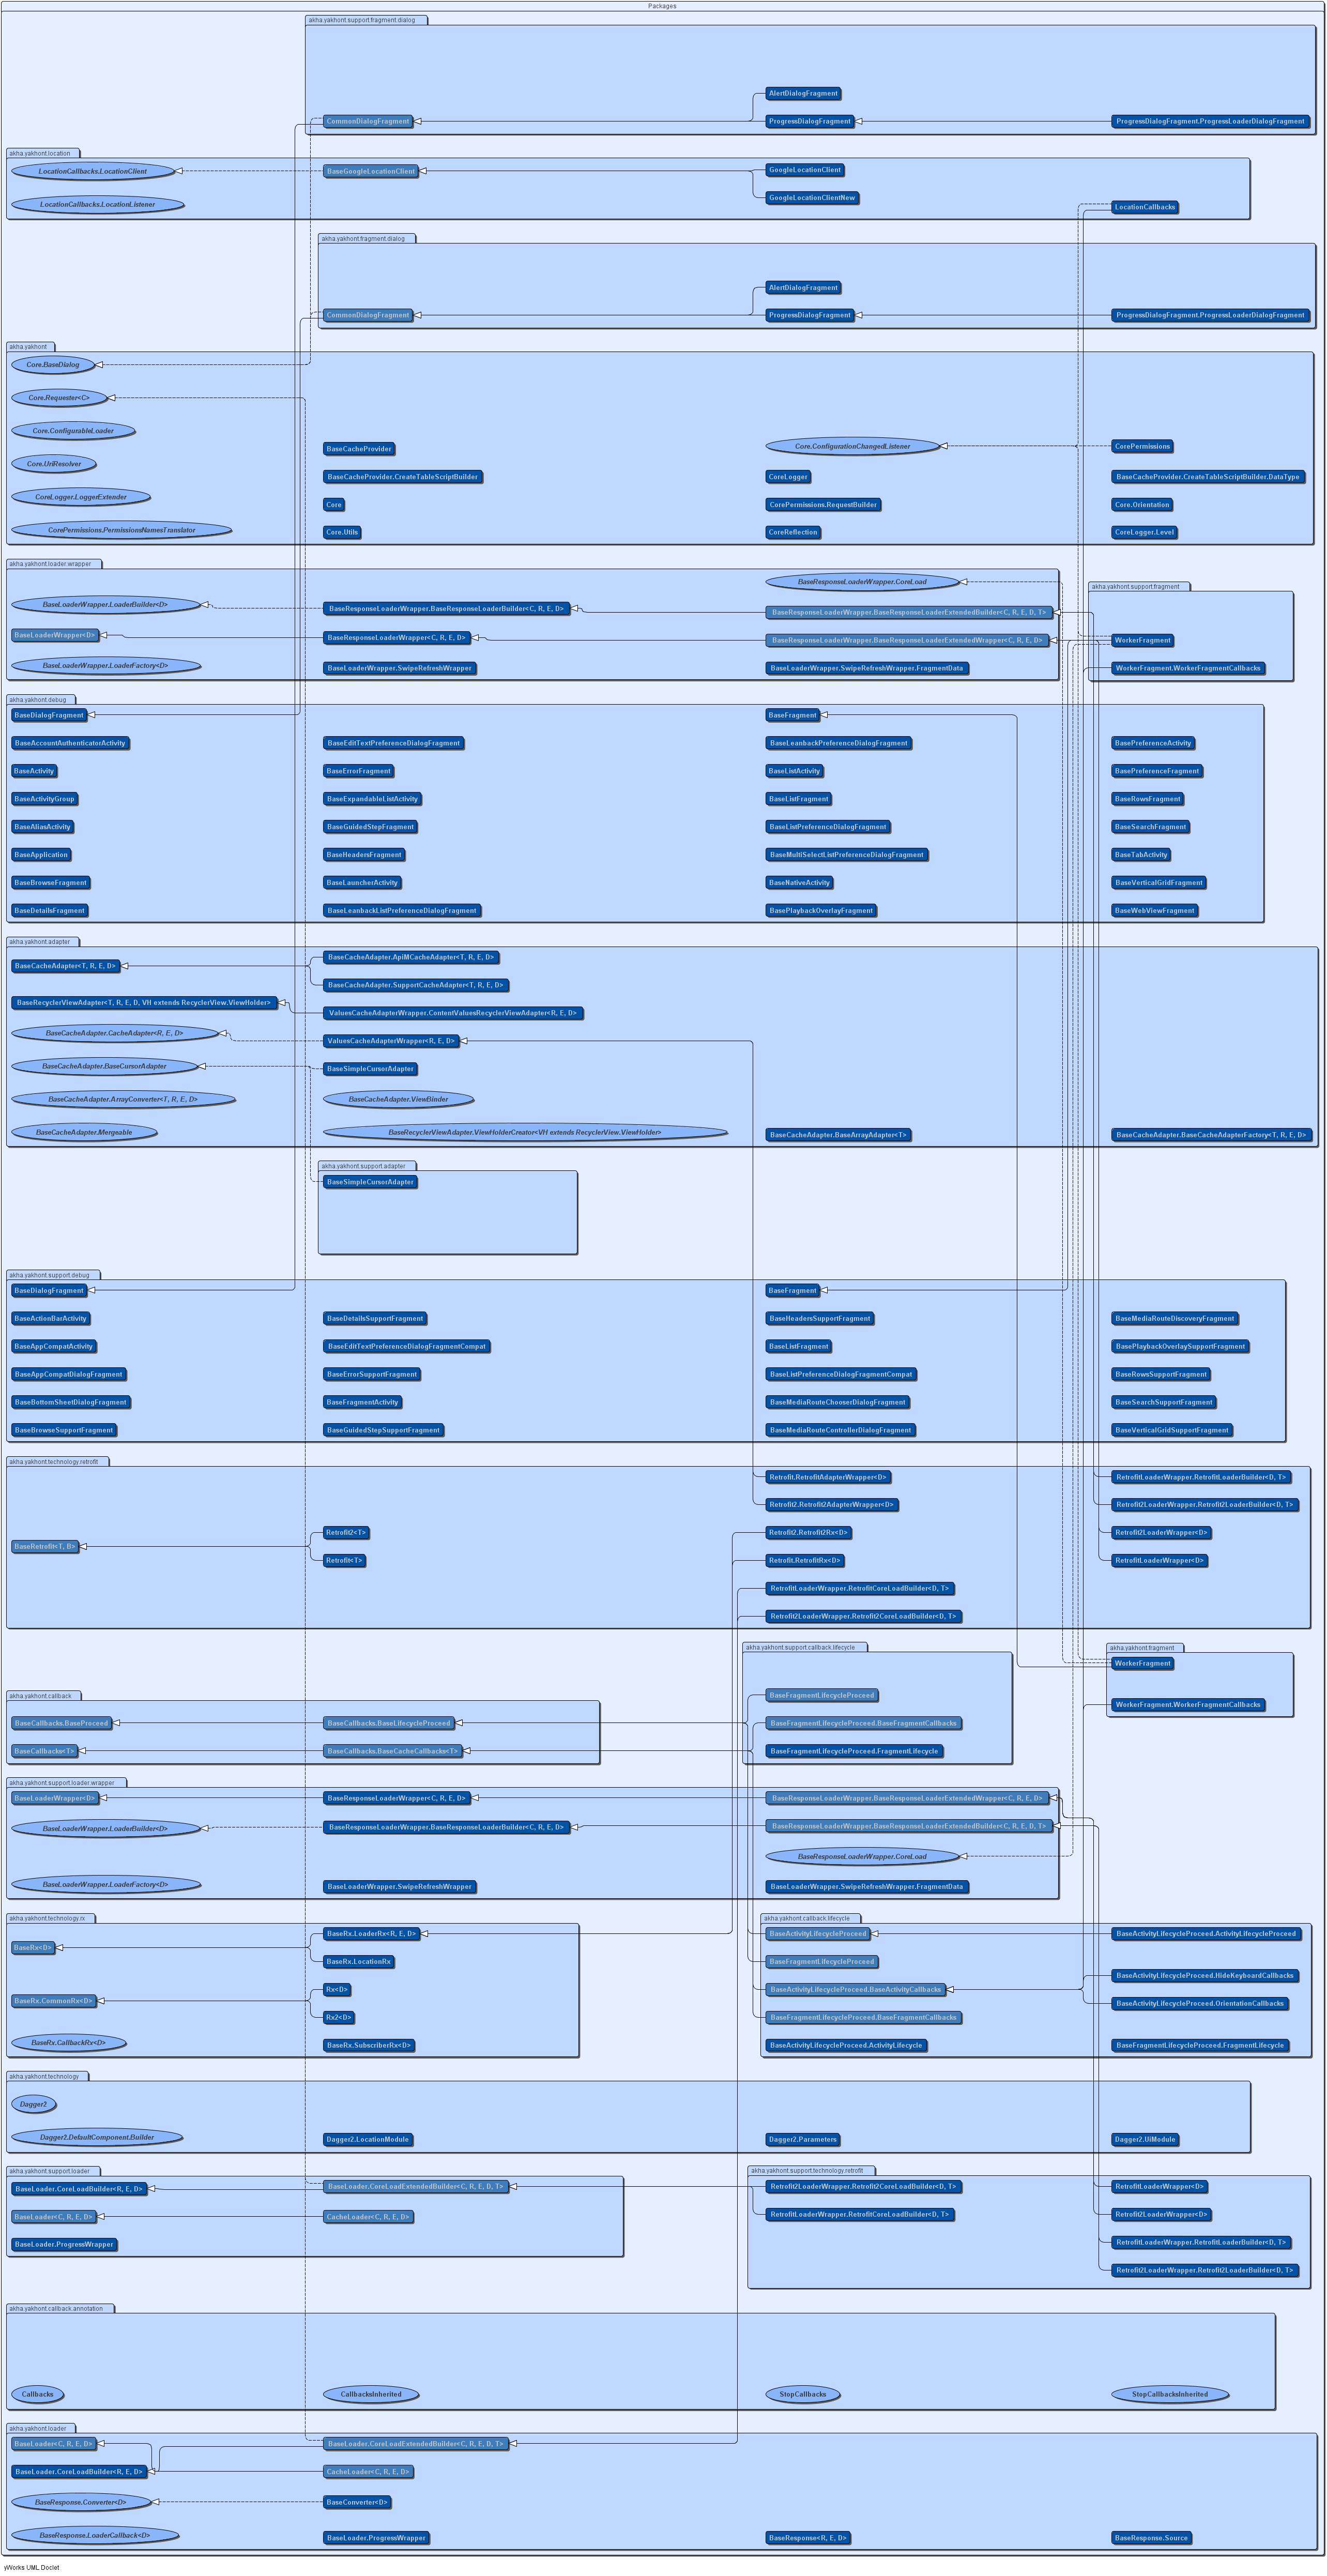 Packages
akha.yakhont.support.fragment.dialog
AlertDialogFragment
CommonDialogFragment
ProgressDialogFragment
ProgressDialogFragment.ProgressLoaderDialogFragment
akha.yakhont.location
LocationCallbacks.LocationClient
BaseGoogleLocationClient
GoogleLocationClient
GoogleLocationClientNew
LocationCallbacks.LocationListener
LocationCallbacks
akha.yakhont.fragment.dialog
AlertDialogFragment
CommonDialogFragment
ProgressDialogFragment
ProgressDialogFragment.ProgressLoaderDialogFragment
akha.yakhont
Core.BaseDialog
Core.Requester<C>
Core.ConfigurableLoader
BaseCacheProvider
Core.ConfigurationChangedListener
CorePermissions
Core.UriResolver
BaseCacheProvider.CreateTableScriptBuilder
CoreLogger
BaseCacheProvider.CreateTableScriptBuilder.DataType
CoreLogger.LoggerExtender
Core
CorePermissions.RequestBuilder
Core.Orientation
CorePermissions.PermissionsNamesTranslator
Core.Utils
CoreReflection
CoreLogger.Level
akha.yakhont.loader.wrapper
BaseResponseLoaderWrapper.CoreLoad
akha.yakhont.support.fragment
BaseLoaderWrapper.LoaderBuilder<D>
BaseResponseLoaderWrapper.BaseResponseLoaderBuilder<C, R, E, D>
BaseResponseLoaderWrapper.BaseResponseLoaderExtendedBuilder<C, R, E, D, T>
BaseLoaderWrapper<D>
BaseResponseLoaderWrapper<C, R, E, D>
BaseResponseLoaderWrapper.BaseResponseLoaderExtendedWrapper<C, R, E, D>
WorkerFragment
BaseLoaderWrapper.LoaderFactory<D>
BaseLoaderWrapper.SwipeRefreshWrapper
BaseLoaderWrapper.SwipeRefreshWrapper.FragmentData
WorkerFragment.WorkerFragmentCallbacks
akha.yakhont.debug
BaseDialogFragment
BaseFragment
BaseAccountAuthenticatorActivity
BaseEditTextPreferenceDialogFragment
BaseLeanbackPreferenceDialogFragment
BasePreferenceActivity
BaseActivity
BaseErrorFragment
BaseListActivity
BasePreferenceFragment
BaseActivityGroup
BaseExpandableListActivity
BaseListFragment
BaseRowsFragment
BaseAliasActivity
BaseGuidedStepFragment
BaseListPreferenceDialogFragment
BaseSearchFragment
BaseApplication
BaseHeadersFragment
BaseMultiSelectListPreferenceDialogFragment
BaseTabActivity
BaseBrowseFragment
BaseLauncherActivity
BaseNativeActivity
BaseVerticalGridFragment
BaseDetailsFragment
BaseLeanbackListPreferenceDialogFragment
BasePlaybackOverlayFragment
BaseWebViewFragment
akha.yakhont.adapter
BaseCacheAdapter<T, R, E, D>
BaseCacheAdapter.ApiMCacheAdapter<T, R, E, D>
BaseCacheAdapter.SupportCacheAdapter<T, R, E, D>
BaseRecyclerViewAdapter<T, R, E, D, VH extends RecyclerView.ViewHolder>
ValuesCacheAdapterWrapper.ContentValuesRecyclerViewAdapter<R, E, D>
BaseCacheAdapter.CacheAdapter<R, E, D>
ValuesCacheAdapterWrapper<R, E, D>
BaseCacheAdapter.BaseCursorAdapter
BaseSimpleCursorAdapter
BaseCacheAdapter.ArrayConverter<T, R, E, D>
BaseCacheAdapter.ViewBinder
BaseCacheAdapter.Mergeable
BaseRecyclerViewAdapter.ViewHolderCreator<VH extends RecyclerView.ViewHolder>
BaseCacheAdapter.BaseArrayAdapter<T>
BaseCacheAdapter.BaseCacheAdapterFactory<T, R, E, D>
akha.yakhont.support.adapter
BaseSimpleCursorAdapter
akha.yakhont.support.debug
BaseDialogFragment
BaseFragment
BaseActionBarActivity
BaseDetailsSupportFragment
BaseHeadersSupportFragment
BaseMediaRouteDiscoveryFragment
BaseAppCompatActivity
BaseEditTextPreferenceDialogFragmentCompat
BaseListFragment
BasePlaybackOverlaySupportFragment
BaseAppCompatDialogFragment
BaseErrorSupportFragment
BaseListPreferenceDialogFragmentCompat
BaseRowsSupportFragment
BaseBottomSheetDialogFragment
BaseFragmentActivity
BaseMediaRouteChooserDialogFragment
BaseSearchSupportFragment
BaseBrowseSupportFragment
BaseGuidedStepSupportFragment
BaseMediaRouteControllerDialogFragment
BaseVerticalGridSupportFragment
akha.yakhont.technology.retrofit
Retrofit.RetrofitAdapterWrapper<D>
RetrofitLoaderWrapper.RetrofitLoaderBuilder<D, T>
Retrofit2.Retrofit2AdapterWrapper<D>
Retrofit2LoaderWrapper.Retrofit2LoaderBuilder<D, T>
BaseRetrofit<T, B>
Retrofit2<T>
Retrofit2.Retrofit2Rx<D>
Retrofit2LoaderWrapper<D>
Retrofit<T>
Retrofit.RetrofitRx<D>
RetrofitLoaderWrapper<D>
RetrofitLoaderWrapper.RetrofitCoreLoadBuilder<D, T>
Retrofit2LoaderWrapper.Retrofit2CoreLoadBuilder<D, T>
akha.yakhont.support.callback.lifecycle
akha.yakhont.fragment
WorkerFragment
akha.yakhont.callback
BaseFragmentLifecycleProceed
WorkerFragment.WorkerFragmentCallbacks
BaseCallbacks.BaseProceed
BaseCallbacks.BaseLifecycleProceed
BaseFragmentLifecycleProceed.BaseFragmentCallbacks
BaseCallbacks<T>
BaseCallbacks.BaseCacheCallbacks<T>
BaseFragmentLifecycleProceed.FragmentLifecycle
akha.yakhont.support.loader.wrapper
BaseLoaderWrapper<D>
BaseResponseLoaderWrapper<C, R, E, D>
BaseResponseLoaderWrapper.BaseResponseLoaderExtendedWrapper<C, R, E, D>
BaseLoaderWrapper.LoaderBuilder<D>
BaseResponseLoaderWrapper.BaseResponseLoaderBuilder<C, R, E, D>
BaseResponseLoaderWrapper.BaseResponseLoaderExtendedBuilder<C, R, E, D, T>
BaseResponseLoaderWrapper.CoreLoad
BaseLoaderWrapper.LoaderFactory<D>
BaseLoaderWrapper.SwipeRefreshWrapper
BaseLoaderWrapper.SwipeRefreshWrapper.FragmentData
akha.yakhont.technology.rx
akha.yakhont.callback.lifecycle
BaseRx<D>
BaseRx.LoaderRx<R, E, D>
BaseActivityLifecycleProceed
BaseActivityLifecycleProceed.ActivityLifecycleProceed
BaseRx.LocationRx
BaseFragmentLifecycleProceed
BaseActivityLifecycleProceed.HideKeyboardCallbacks
BaseRx.CommonRx<D>
Rx<D>
BaseActivityLifecycleProceed.BaseActivityCallbacks
BaseActivityLifecycleProceed.OrientationCallbacks
Rx2<D>
BaseFragmentLifecycleProceed.BaseFragmentCallbacks
BaseRx.CallbackRx<D>
BaseRx.SubscriberRx<D>
BaseActivityLifecycleProceed.ActivityLifecycle
BaseFragmentLifecycleProceed.FragmentLifecycle
akha.yakhont.technology
Dagger2
Dagger2.DefaultComponent.Builder
Dagger2.LocationModule
Dagger2.Parameters
Dagger2.UiModule
akha.yakhont.support.loader
akha.yakhont.support.technology.retrofit
BaseLoader.CoreLoadBuilder<R, E, D>
BaseLoader.CoreLoadExtendedBuilder<C, R, E, D, T>
Retrofit2LoaderWrapper.Retrofit2CoreLoadBuilder<D, T>
RetrofitLoaderWrapper<D>
BaseLoader<C, R, E, D>
CacheLoader<C, R, E, D>
RetrofitLoaderWrapper.RetrofitCoreLoadBuilder<D, T>
Retrofit2LoaderWrapper<D>
BaseLoader.ProgressWrapper
RetrofitLoaderWrapper.RetrofitLoaderBuilder<D, T>
Retrofit2LoaderWrapper.Retrofit2LoaderBuilder<D, T>
akha.yakhont.callback.annotation
Callbacks
CallbacksInherited
StopCallbacks
StopCallbacksInherited
akha.yakhont.loader
BaseLoader<C, R, E, D>
BaseLoader.CoreLoadExtendedBuilder<C, R, E, D, T>
BaseLoader.CoreLoadBuilder<R, E, D>
CacheLoader<C, R, E, D>
BaseResponse.Converter<D>
BaseConverter<D>
BaseResponse.LoaderCallback<D>
BaseLoader.ProgressWrapper
BaseResponse<R, E, D>
BaseResponse.Source
yWorks UML Doclet